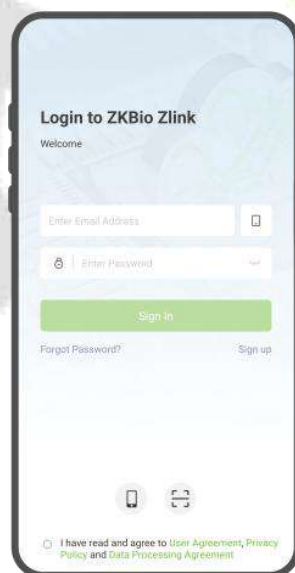 Login to ZKBio Zlink
Welcome
Enter Email Address
Enter Password
Sign In
Forgot Password? Sign up
I have read and agree to User Agreement, Privacy
Policy and Data Processing Agreement